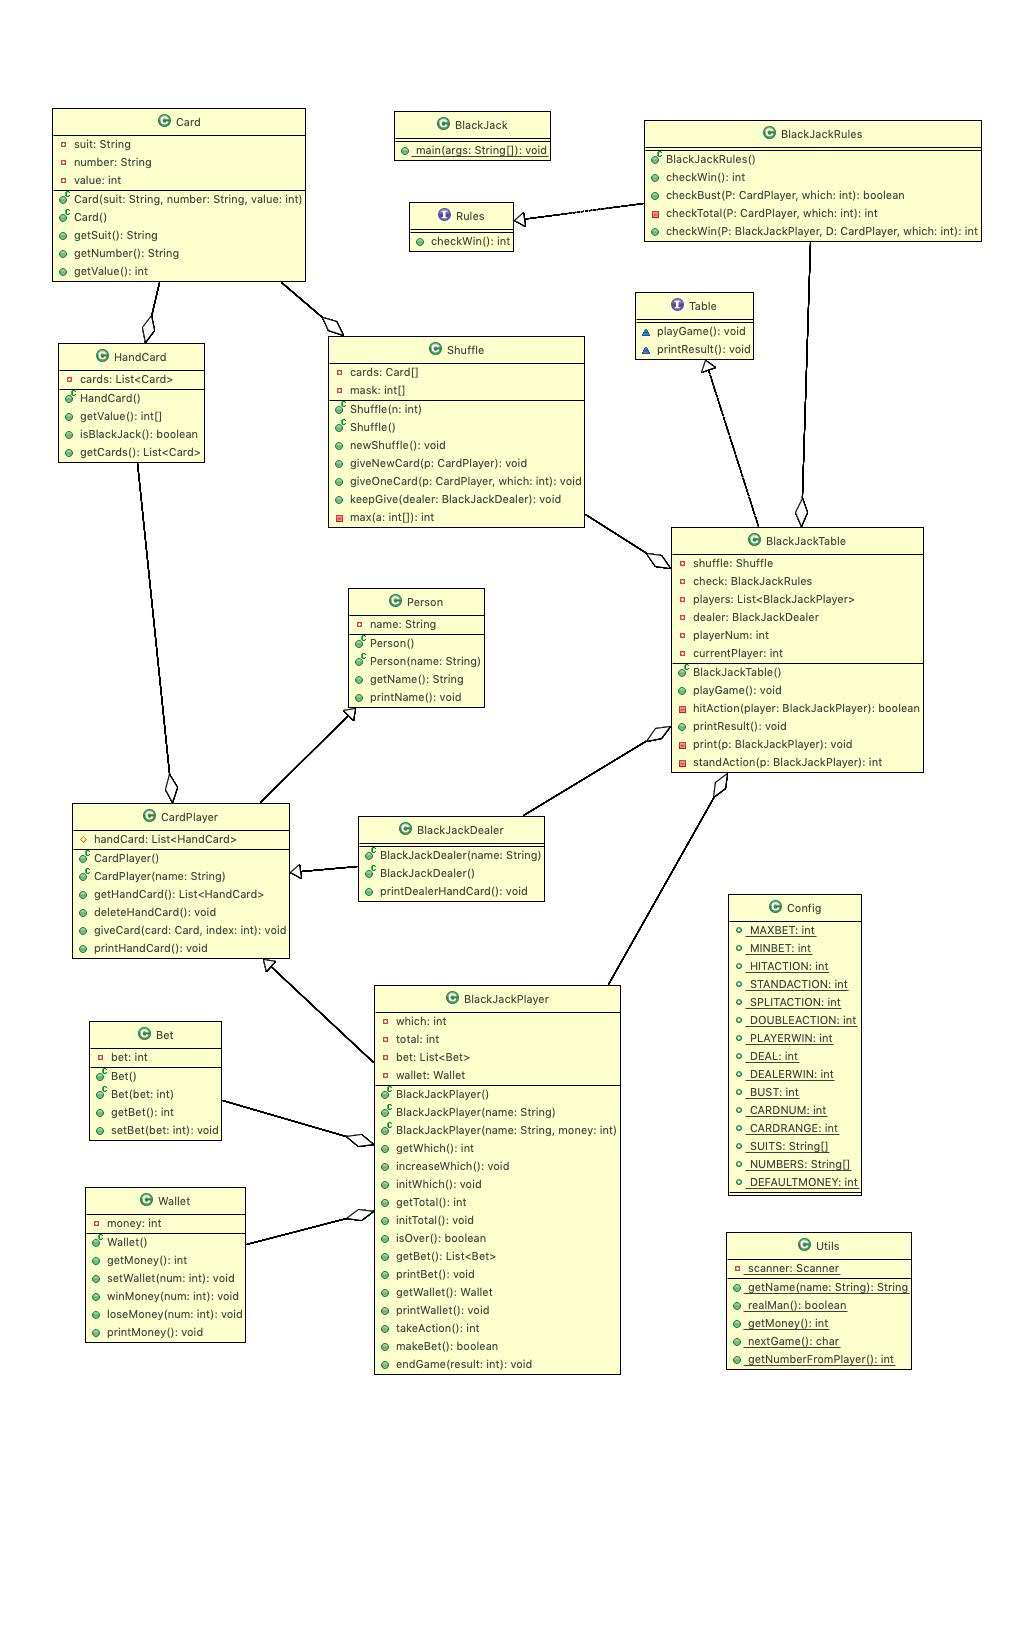 Card
suit: String
number: String
value: int
Card(suit: String, number: String, value: int)
Card()
getSuit(): String
getNumber(): String
getValue(): int
BlackJack
main(args: String[]): void
BlackJackRules
BlackJackRules()
checkWin(): int
checkBust(P: CardPlayer, which: int): boolean
checkTotal(P: CardPlayer, which: int): int
checkWin(P: BlackJackPlayer, D: CardPlayer, which: int): int
Rules
checkWin(): int
Table
playGame(): void
printResult(): void
HandCard
cards: List<Card>
HandCard()
getValue(): int[]
isBlackJack(): boolean
getCards(): List<Card>
Shuffle
cards: Card[]
mask: int[]
Shuffle(n: int)
Shuffle()
newShuffle(): void
giveNewCard(p: CardPlayer): void
giveOneCard(p: CardPlayer, which: int): void
keepGive(dealer: BlackJackDealer): void
max(a: int[]): int
BlackJackTable
shuffle: Shuffle
check: BlackJackRules
players: List<BlackJackPlayer>
dealer: BlackJackDealer
playerNum: int
currentPlayer: int
BlackJackTable()
playGame(): void
hitAction(player: BlackJackPlayer): boolean
printResult(): void
print(p: BlackJackPlayer): void
standAction(p: BlackJackPlayer): int
Person
name: String
Person()
Person(name: String)
getName(): String
printName(): void
CardPlayer
handCard: List<HandCard>
CardPlayer()
CardPlayer(name: String)
getHandCard(): List<HandCard>
deleteHandCard(): void
giveCard(card: Card, index: int): void
printHandCard(): void
BlackJackDealer
BlackJackDealer(name: String)
BlackJackDealer()
printDealerHandCard(): void
Config
MAXBET: int
MINBET: int
HITACTION: int
STANDACTION: int
SPLITACTION: int
DOUBLEACTION: int
PLAYERWIN: int
DEAL: int
DEALERWIN: int
BUST: int
CARDNUM: int
CARDRANGE: int
SUITS: String[]
NUMBERS: String[]
DEFAULTMONEY: int
BlackJackPlayer
which: int
total: int
bet: List<Bet>
wallet: Wallet
BlackJackPlayer()
BlackJackPlayer(name: String)
BlackJackPlayer(name: String, money: int)
getWhich(): int
increaseWhich(): void
initWhich(): void
getTotal(): int
initTotal(): void
isOver(): boolean
getBet(): List<Bet>
printBet(): void
getWallet(): Wallet
printWallet(): void
takeAction(): int
makeBet(): boolean
endGame(result: int): void
Bet
bet: int
Bet()
Bet(bet: int)
getBet(): int
setBet(bet: int): void
Wallet
money: int
Wallet()
getMoney(): int
setWallet(num: int): void
winMoney(num: int): void
loseMoney(num: int): void
printMoney(): void
Utils
scanner: Scanner
getName(name: String): String
realMan(): boolean
getMoney(): int
nextGame(): char
getNumberFromPlayer(): int